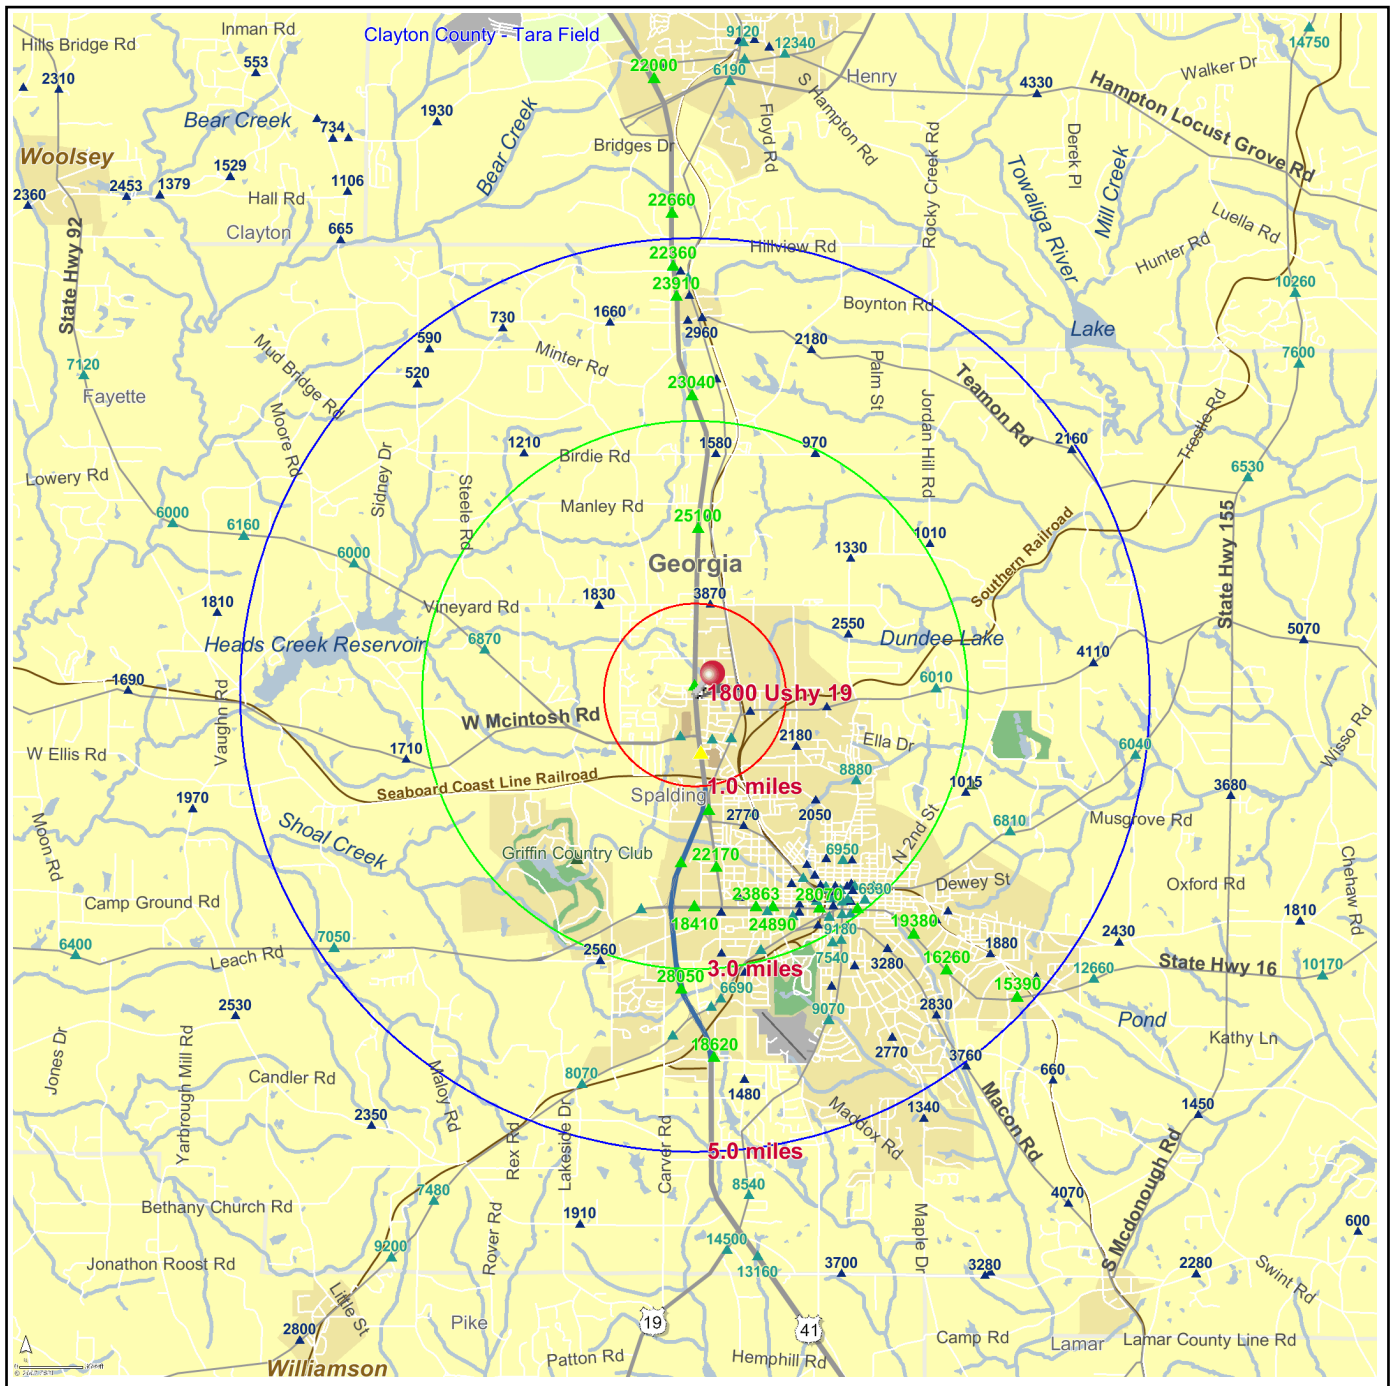 Clayton County - Tara Field
Inman Rd
Hills Bridge Rd
9120
12340
14750
553
22000
6190
Henry
Walker Dr
2310
4330
Hampton Locust Grove Rd
1930
Bear Creek
Bear Creek
734
S Hampton Rd
Floyd Rd
Rocky Creek Rd
Derek Pl
Mill Creek
Towaliga River
Bridges Dr
Woolsey
1529
2360
2453
1379
1106
Hall Rd
22660
Luella Rd
Clayton
665
Hillview Rd
Hunter Rd
State Hwy 92
22360
23910
10260
Boynton Rd
730
1660
2960
2180
Lake
590
Mud Bridge Rd
Minter Rd
7600
7120
520
Palm St
Teamon Rd
Fayette
23040
Jordan Hill Rd
Trestle Rd
Moore Rd
1210
1580
970
2160
Birdie Rd
Lowery Rd
Sidney Dr
Steele Rd
6530
Manley Rd
6000
6160
25100
State Hwy 155
6000
1330
1010
Southern Railroad
Georgia
1810
Vineyard Rd
1830
3870
Heads Creek Reservoir
6870
2550
Dundee Lake
5070
4110
1690
1800 Ushy 19
6010
Vaughn Rd
W Mcintosh Rd
W Ellis Rd
1710
2180
Ella Dr
6040
Wisso Rd
Seaboard Coast Line Railroad
1.0 miles
8880
1015
3680
1970
Spalding
2770
2050
N 2nd St
6810
Musgrove Rd
Moon Rd
Shoal Creek
Griffin Country Club
22170
6950
Dewey St
Oxford Rd
Chehaw Rd
Camp Ground Rd
18410
23863
24890
28070
6330
1810
6400
7050
9180
19380
2430
Leach Rd
2560
3.0 miles
7540
3280
16260
1880
State Hwy 16
12660
10170
28050
6690
15390
2530
9070
2830
Pond
Jones Dr
Yarbrough Mill Rd
18620
2770
3760
Kathy Ln
Candler Rd
Maloy Rd
8070
660
1480
2350
Rex Rd
Lakeside Dr
Carver Rd
Maddox Rd
1340
Macon Rd
1450
5.0 miles
S Mcdonough Rd
7480
8540
4070
Bethany Church Rd
1910
Rover Rd
Maple Dr
600
9200
14500
Jonathon Roost Rd
13160
3700
3280
2280
Swint Rd
Little St
Pike
19
41
2800
Camp Rd
Lamar
Lamar County Line Rd
Williamson
Patton Rd
Hemphill Rd